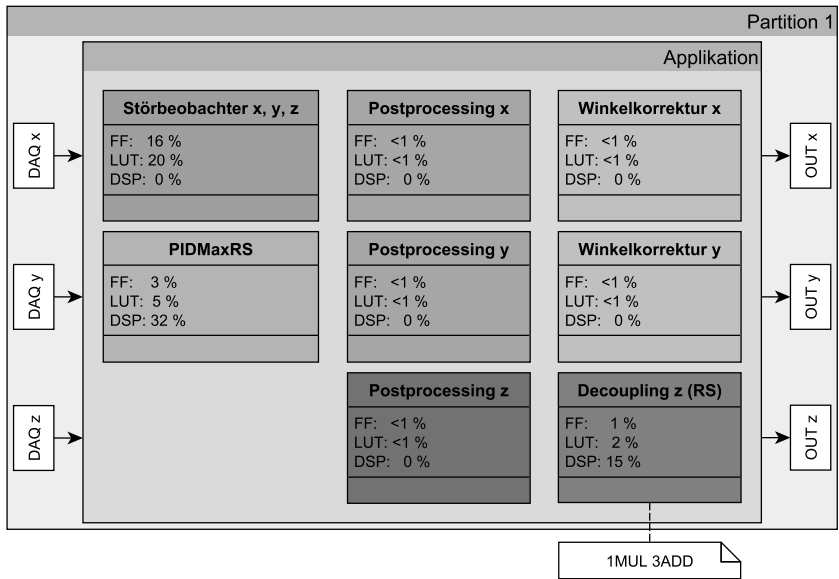 Partition 1
Applikation
DAQ x
DAQ y
DAQ z
Störbeobachter x, y, z
FF: 16 %
LUT: 20 %
DSP: 0 %
Postprocessing x
FF: <1 %
LUT: <1 %
DSP: 0 %
Winkelkorrektur x
FF: <1 %
LUT: <1 %
DSP: 0 %
PIDMaxRS
FF: 3 %
LUT: 5 %
DSP: 32 %
Postprocessing y
FF: <1 %
LUT: <1 %
DSP: 0 %
Winkelkorrektur y
FF: <1 %
LUT: <1 %
DSP: 0 %
Postprocessing z
FF: <1 %
LUT: <1 %
DSP: 0 %
Decoupling z (RS)
FF: 1 %
LUT: 2 %
DSP: 15 %
OUT x
OUT y
OUT z
1MUL 3ADD